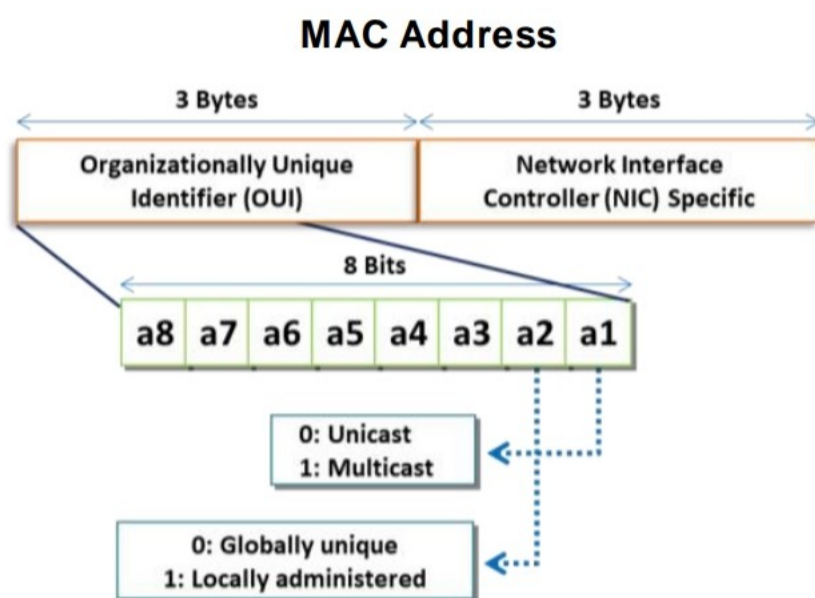 MAC Address
3 Bytes
3 Bytes
Organizationally Unique
Identifier (OUI)
Network Interface
Controller (NIC) Specific
8 Bits
a8 a7 a6 a5 a4 a3 a2 a1
0: Unicast
1: Multicast
0: Globally unique
1: Locally administered